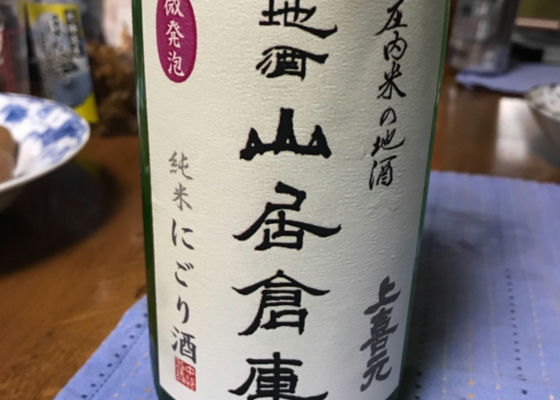 庄内米の地酒
上喜元
地酒
山居倉庫
微発泡
純米
にごり酒